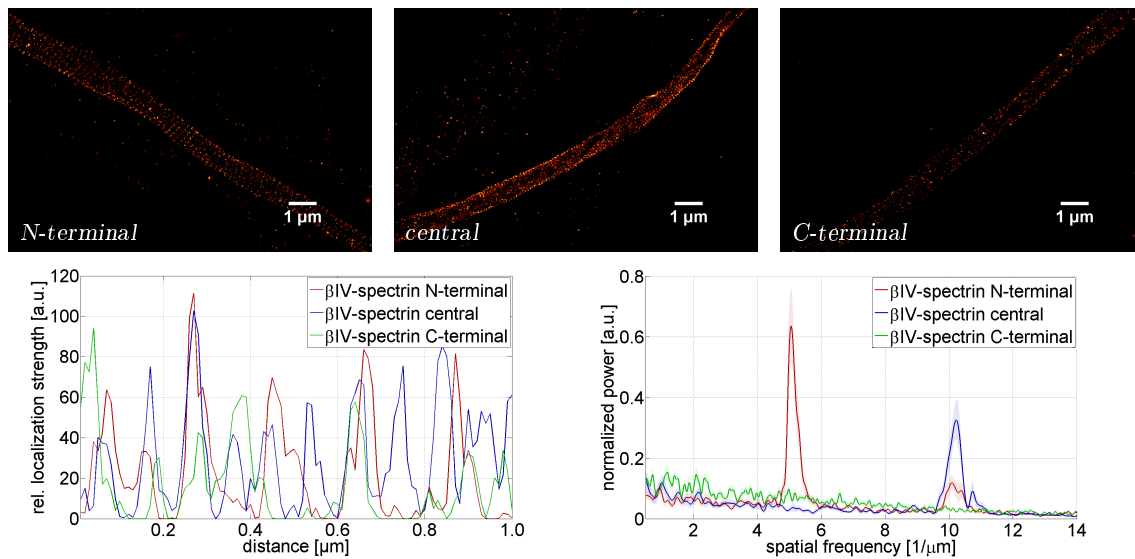 1 µm
N-terminal
1 µm
central
1 µm
C-terminal
rel. localization strength [a.u.]
120
100
80
60
40
20
0
0.2
0.4
0.6
0.8
1.0
distance [µm]
βIV-spectrin N-terminal
βIV-spectrin central
βIV-spectrin C-terminal
normalized power [a.u.]
0.8
0.6
0.4
0.2
0
2
4
6
8
10
12
14
spatial frequency [1/µm]
βIV-spectrin N-terminal
βIV-spectrin central
βIV-spectrin C-terminal